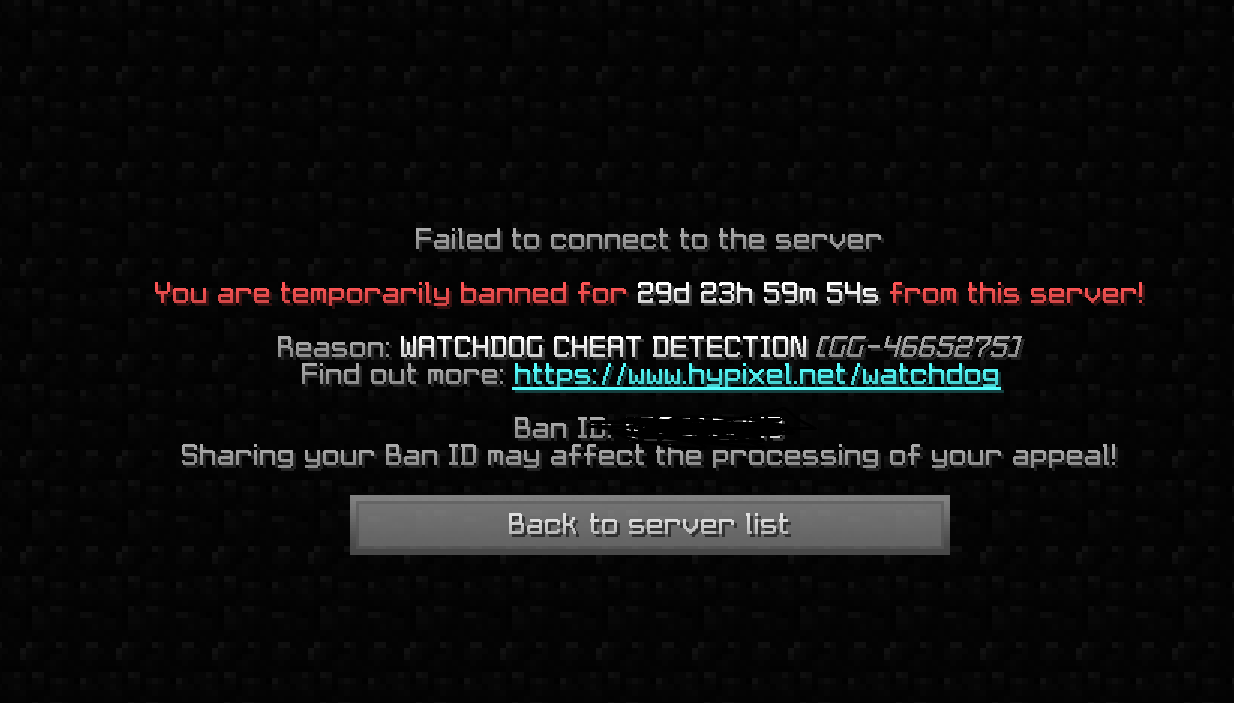 Failed to connect to the server
You are temporarily banned for 29d 23h 59m 54s from this server!
Reason: WATCHDOG CHEAT DETECTION [GG-4665275]
Find out more: https://www.hypixel.net/watchdog
Ban ID:
Sharing your Ban ID may affect the processing of your appeal!
Back to server list